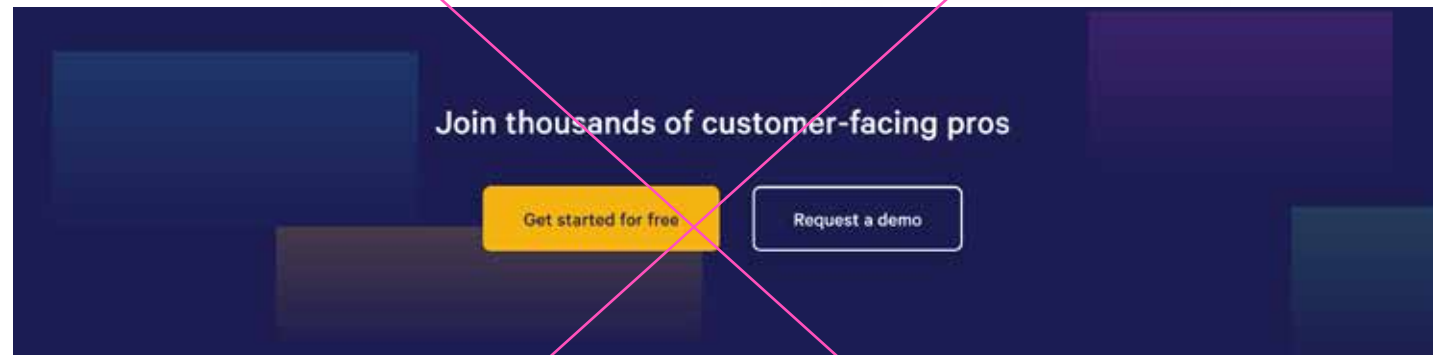 Join thousands of customer-facing pros
Get started for free
Request a demo